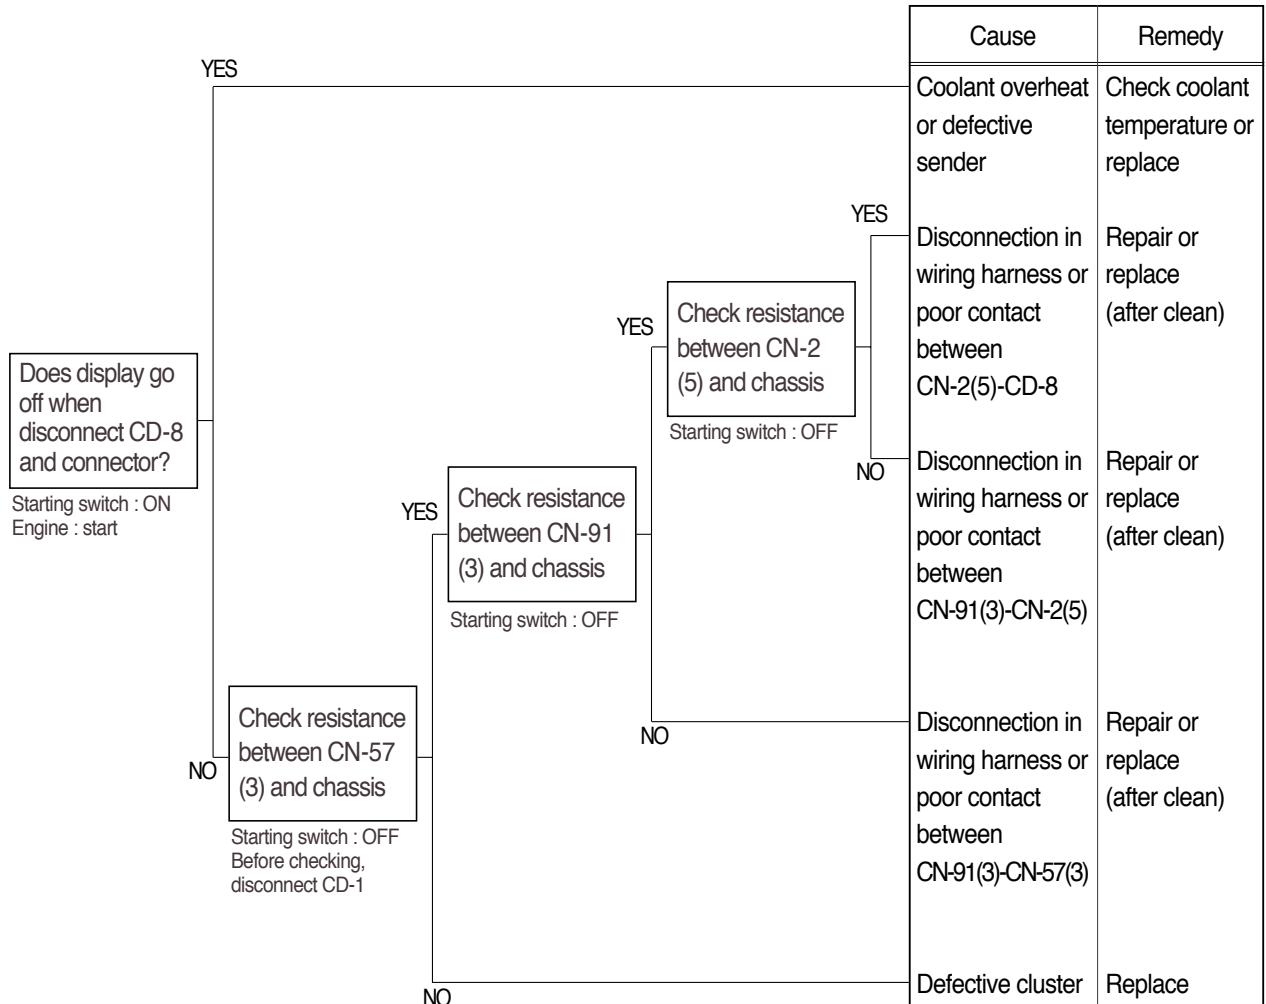 Cause
Remedy
YES
Coolant overheat
or defective
sender
Check coolant
temperature or
replace
YES
Disconnection in
wiring harness or
poor contact
between
CN-2(5)-CD-8
Repair or
replace
(after clean)
YES
Check resistance
between CN-2
(5) and chassis
Starting switch : OFF
NO
Does display go
off when
disconnect CD-8
and connector?
Starting switch : ON
Engine : start
Disconnection in
wiring harness or
poor contact
between
CN-91(3)-CN-2(5)
Repair or
replace
(after clean)
YES
Check resistance
between CN-91
(3) and chassis
Starting switch : OFF
NO
Disconnection in
wiring harness or
poor contact
between
CN-91(3)-CN-57(3)
Repair or
replace
(after clean)
NO
Check resistance
between CN-57
(3) and chassis
Starting switch : OFF
Before checking,
disconnect CD-1
NO
Defective cluster
Replace